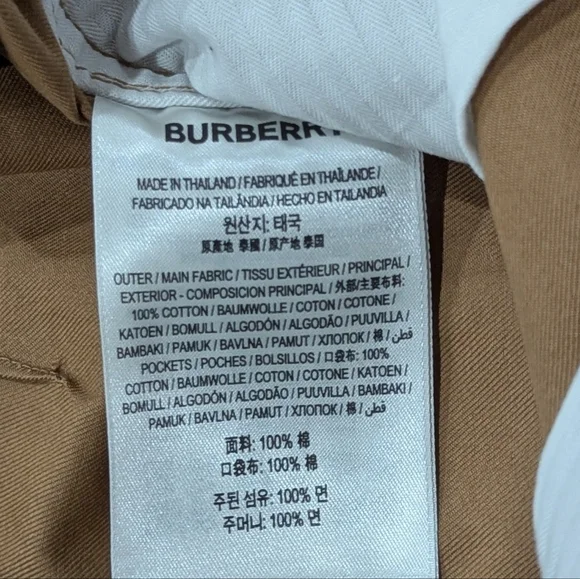 BURBERRY
MADE IN THAILAND / FABRIQUÉ EN THAÏLANDE /
FABRICADO NA TAILÂNDIA / HECHO EN TAILANDIA
원산지: 태국
原產地 泰國 / 原产地 泰国
OUTER / MAIN FABRIC / TISSU EXTÉRIEUR / PRINCIPAL /
EXTERIOR - COMPOSICION PRINCIPAL / 外部/主要布料:
100% COTTON / BAUMWOLLE / COTON / COTONE /
KATOEN / BOMULL / ALGODÓN / ALGODÃO / PUUVILLA /
BAMBAKI / PAMUK / BAVLNA / PAMUT / ХЛОПОК / 棉 / قطن
POCKETS / POCHES / BOLSILLOS / 口袋布: 100%
COTTON / BAUMWOLLE / COTON / COTONE / KATOEN /
BOMULL / ALGODÓN / ALGODÃO / PUUVILLA / BAMBAKI /
PAMUK / BAVLNA / PAMUT / ХЛОПОК / 棉 / قطن
面料: 100% 棉
口袋布: 100% 棉
주된 섬유: 100% 면
주머니: 100% 면